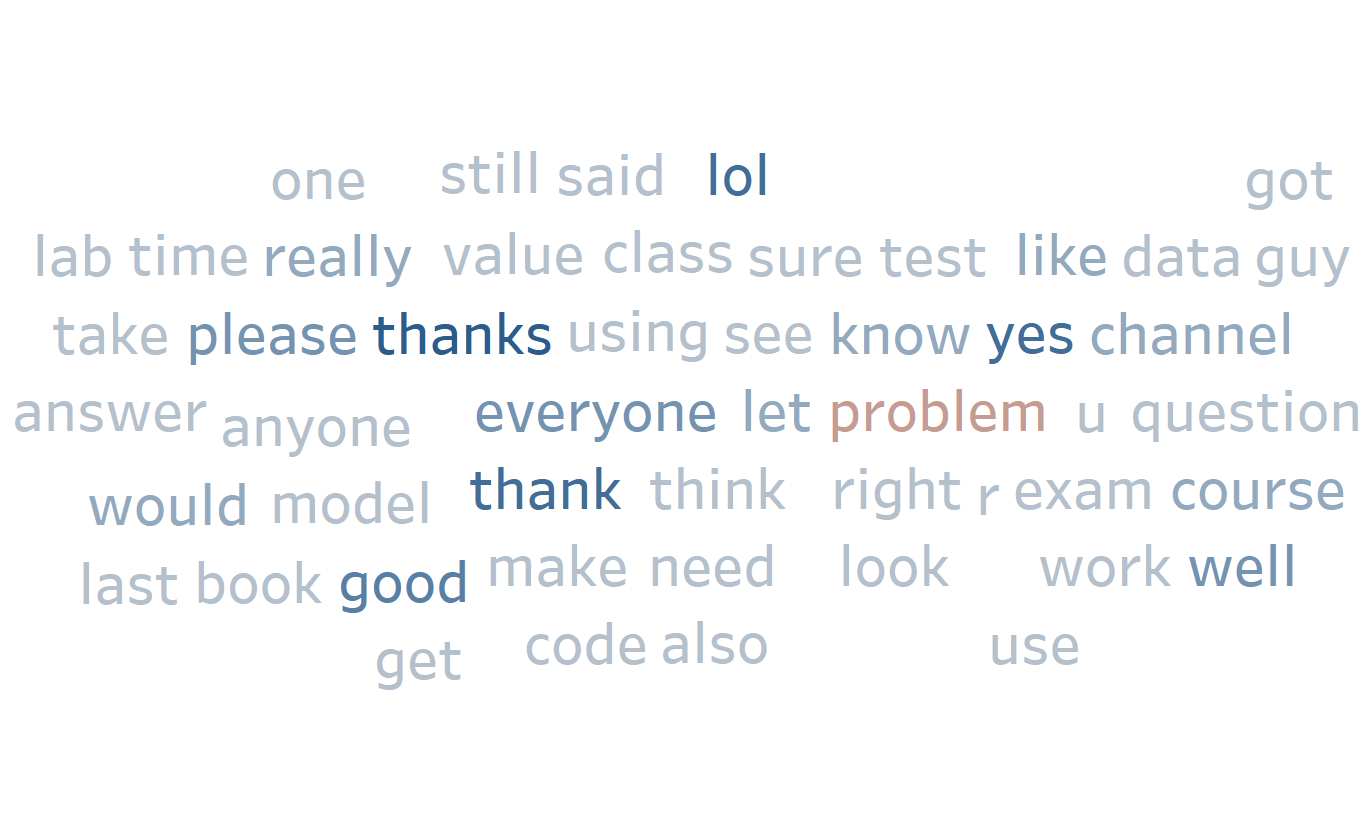 one still said lol got
lab time really value class sure test like data guy
take please thanks using see know yes channel
answer anyone everyone let problem u question
would model thank think right r exam course
last book good make need look work well
get code also use